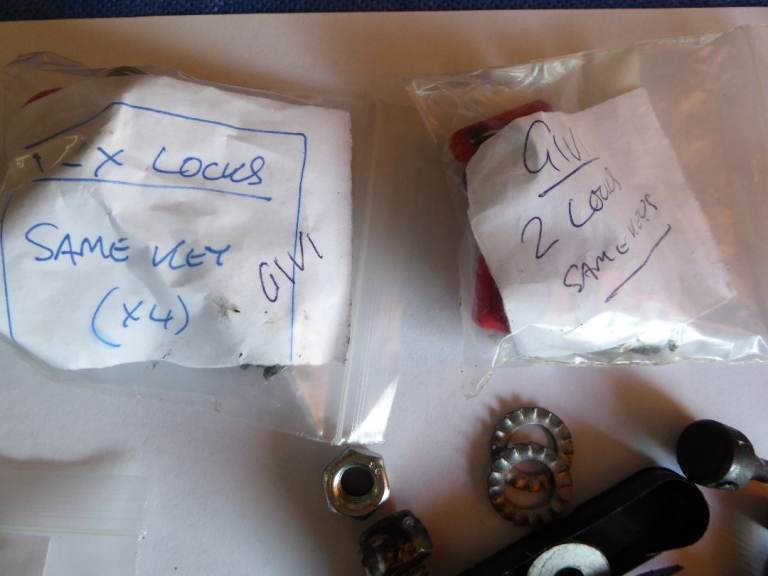 LOCKS
SAME KEY
(X4)
GIVI
GIVI
2 LOCKS
SAME KEYS